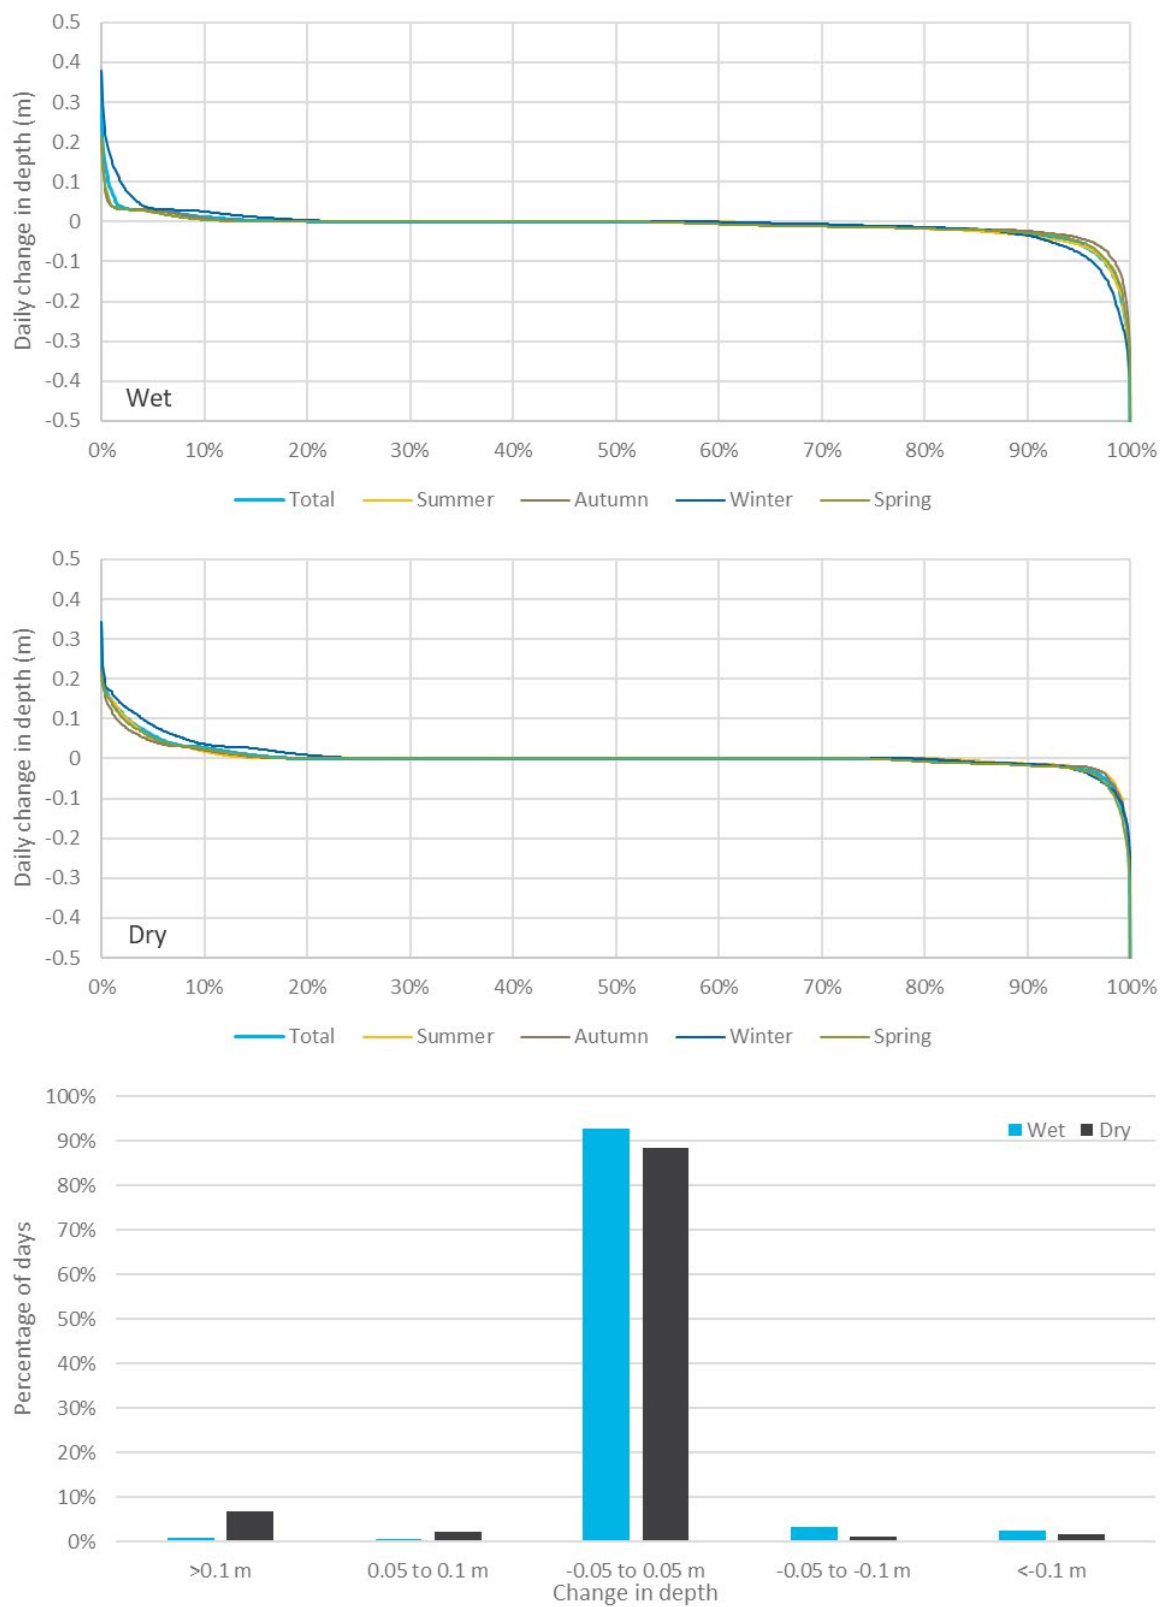 0.5
0.4
0.3
0.2
0.1
0
-0.1
-0.2
-0.3
-0.4
-0.5
Daily change in depth (m)
Wet
0% 10% 20% 30% 40% 50% 60% 70% 80% 90% 100%
Total Summer Autumn Winter Spring
0.5
0.4
0.3
0.2
0.1
0
-0.1
-0.2
-0.3
-0.4
-0.5
Daily change in depth (m)
Dry
0% 10% 20% 30% 40% 50% 60% 70% 80% 90% 100%
Total Summer Autumn Winter Spring
100%
90%
80%
70%
60%
50%
40%
30%
20%
10%
0%
Percentage of days
Wet Dry
>0.1 m 0.05 to 0.1 m -0.05 to 0.05 m -0.05 to -0.1 m <-0.1 m
Change in depth